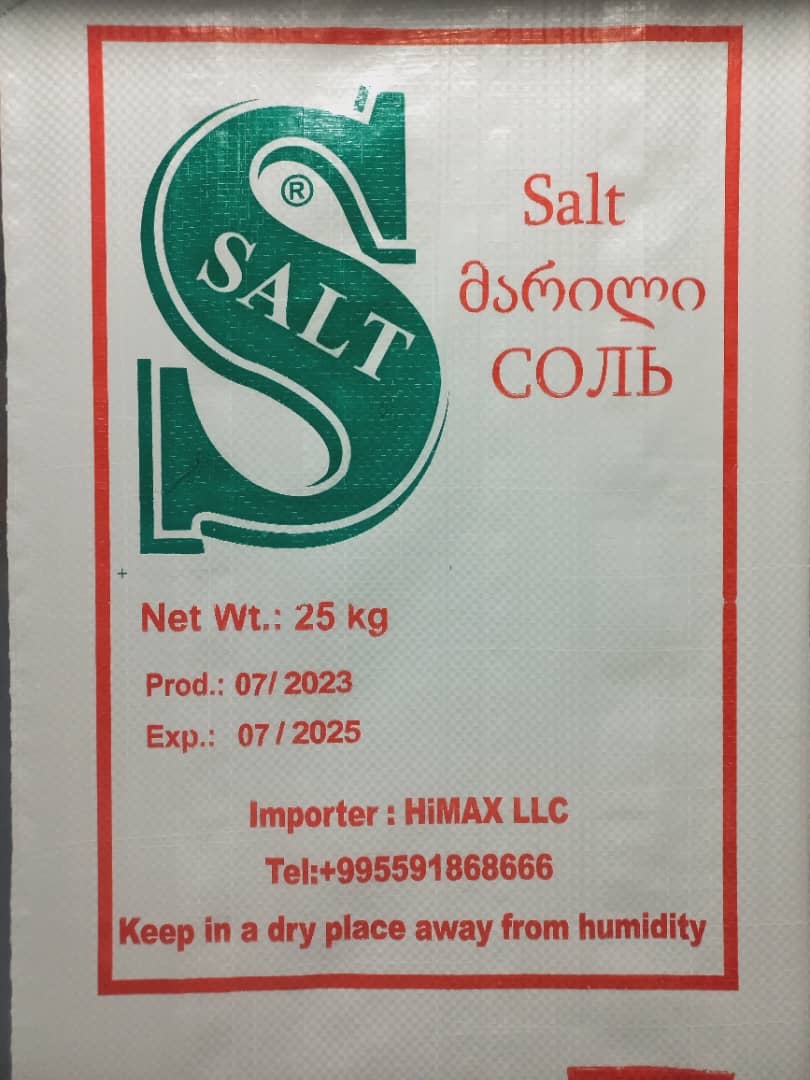 ®
SALT
Salt
მარილი
СОЛЬ
Net Wt.: 25 kg
Prod.: 07/ 2023
Exp.: 07 / 2025
Importer : HiMAX LLC
Tel:+995591868666
Keep in a dry place away from humidity